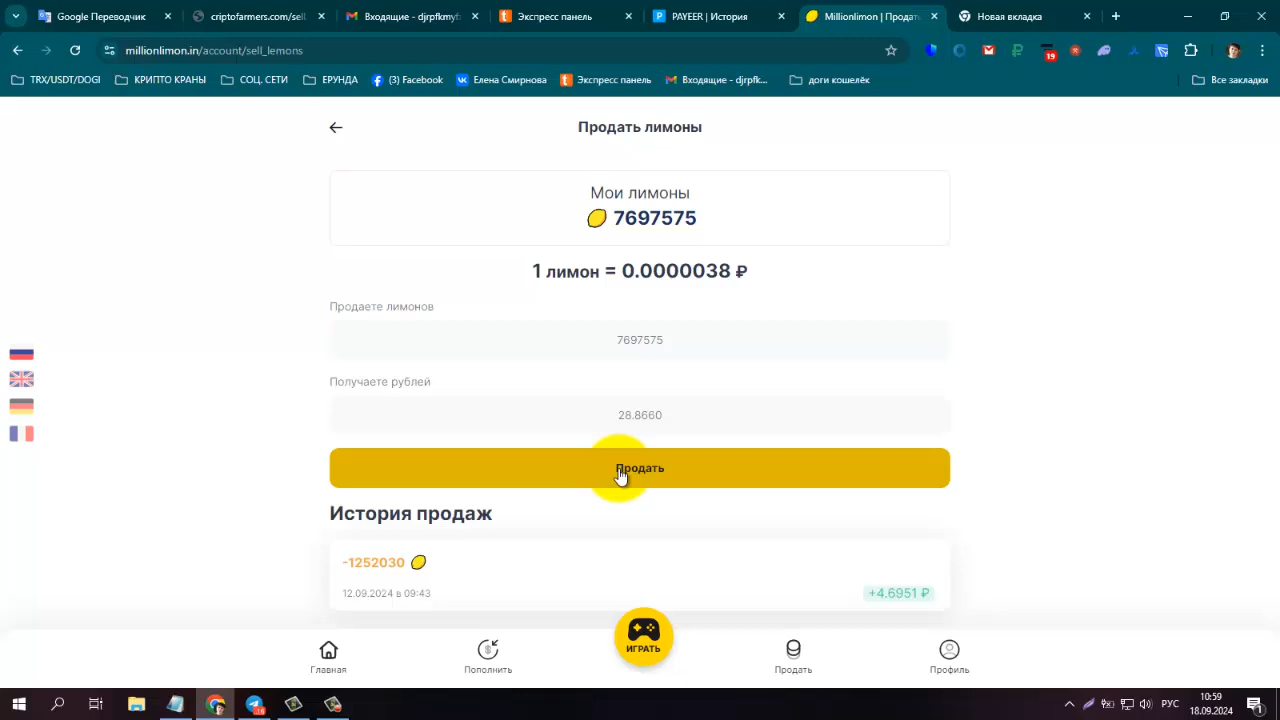 Google Переводчик
criptofarmers.com/sell
Входящие - djrpfkmyf
Экспресс панель
PAYEER | История
Millionlimon | Продать
Новая вкладка
millionlimon.in/account/sell_lemons
19
TRX/USDT/DOGI
КРИПТО КРАНЫ
СОЦ. СЕТИ
ЕРУНДА
(3) Facebook
Елена Смирнова
Экспресс панель
Входящие - djrpfk...
доги кошелёк
Все закладки
Продать лимоны
Мои лимоны
7697575
1 лимон = 0.0000038 ₽
Продаете лимонов
7697575
Получаете рублей
28.8660
Продать
История продаж
-1252030
12.09.2024 в 09:43
+4.6951 ₽
Главная
Пополнить
ИГРАТЬ
Продать
Профиль
РУС
10:59
18.09.2024